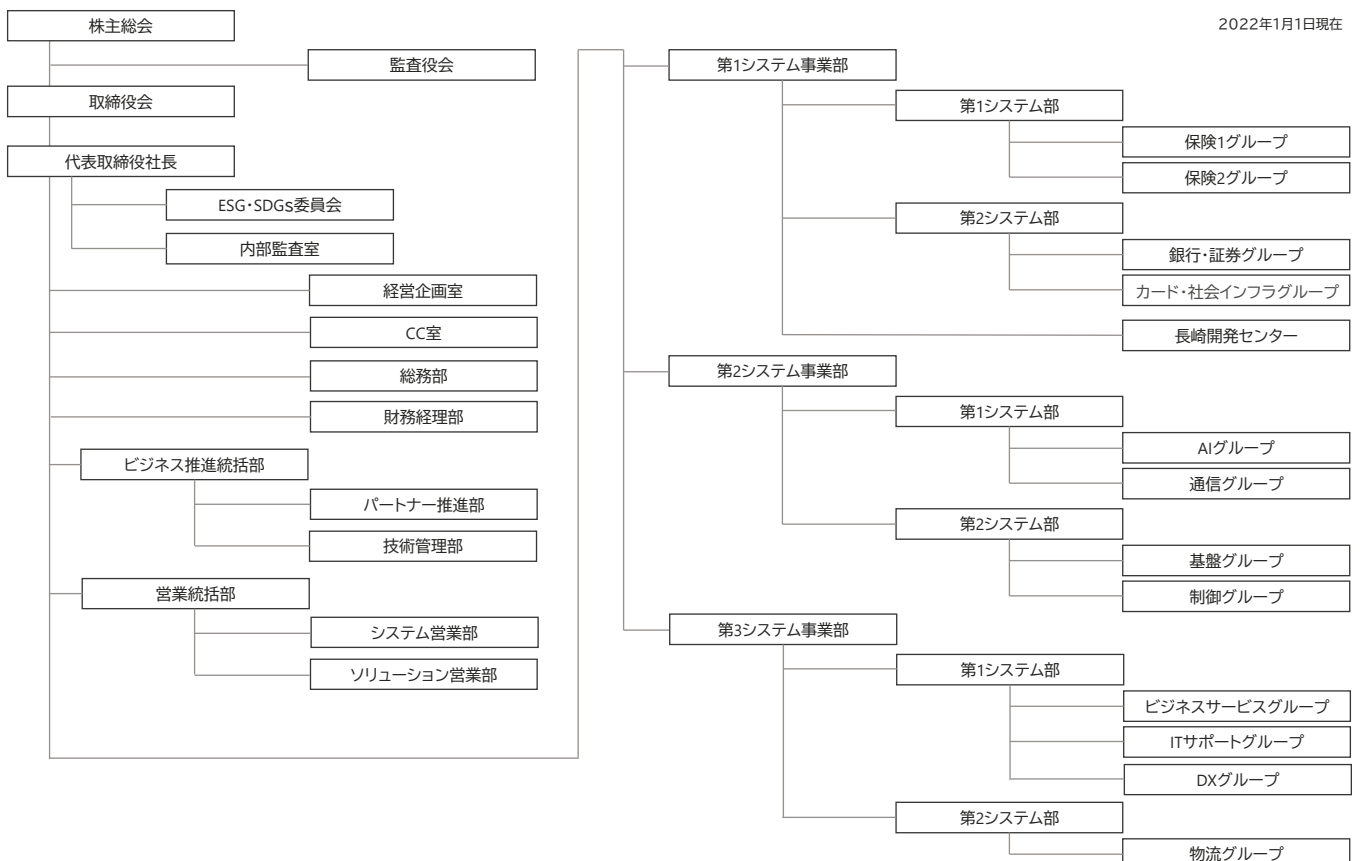 2022年1月1日現在
株主総会
監査役会
取締役会
代表取締役社長
ESG・SDGs委員会
内部監査室
経営企画室
CC室
総務部
財務経理部
ビジネス推進統括部
パートナー推進部
技術管理部
営業統括部
システム営業部
ソリューション営業部
第1システム事業部
第1システム部
保険1グループ
保険2グループ
第2システム部
銀行・証券グループ
カード・社会インフラグループ
長崎開発センター
第2システム事業部
第1システム部
AIグループ
通信グループ
第2システム部
基盤グループ
制御グループ
第3システム事業部
第1システム部
ビジネスサービスグループ
ITサポートグループ
DXグループ
第2システム部
物流グループ